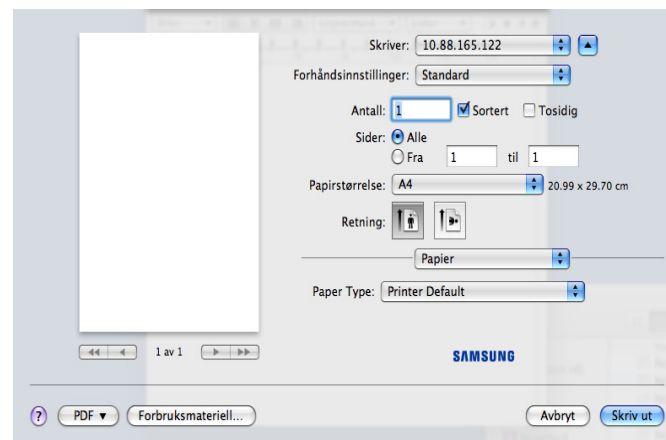 Skriver: 10.88.165.122
Forhåndsinnstillinger: Standard
Antall: 1 Sortert Tosidig
Sider: Alle
Fra 1 til 1
Papirstørrelse: A4 20.99 x 29.70 cm
Retning:
Papier
Paper Type: Printer Default
1 av 1
SAMSUNG
? PDF Forbruksmateriell... Avbryt Skriv ut